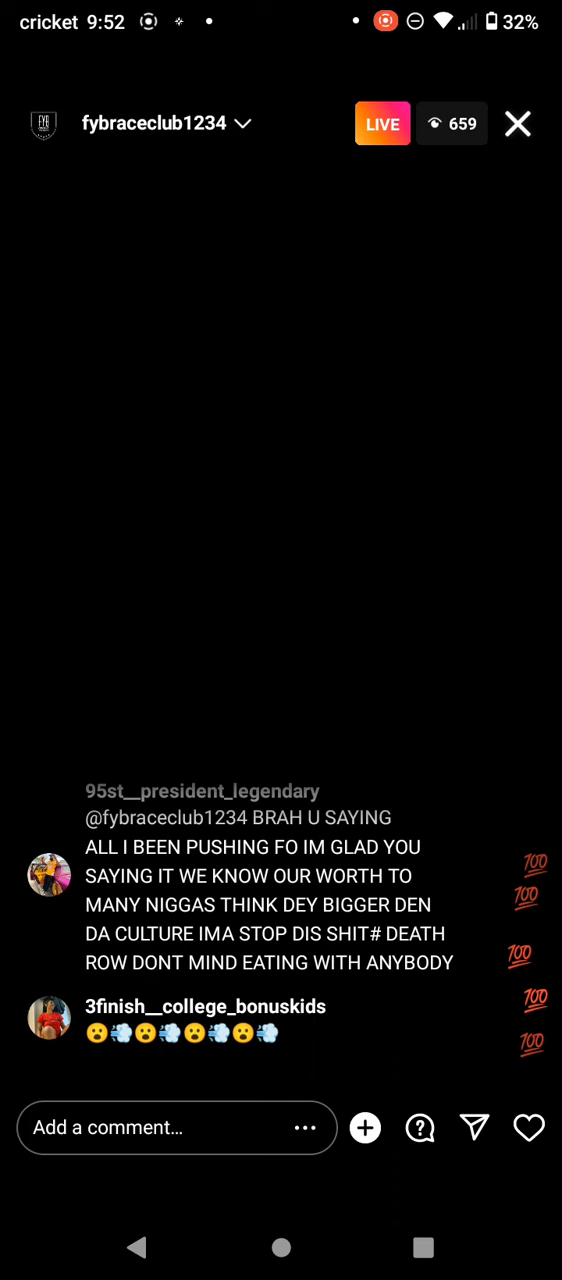 cricket 9:52 32%
FYB
fybraceclub1234 LIVE 659
95st__president_legendary
@fybraceclub1234 BRAH U SAYING
ALL I BEEN PUSHING FO IM GLAD YOU
SAYING IT WE KNOW OUR WORTH TO
MANY NIGGAS THINK DEY BIGGER DEN
DA CULTURE IMA STOP DIS SHIT# DEATH
ROW DONT MIND EATING WITH ANYBODY
3finish__college_bonuskids
😮💨😮💨😮💨😮💨
💯
💯
💯
💯
💯
Add a comment...